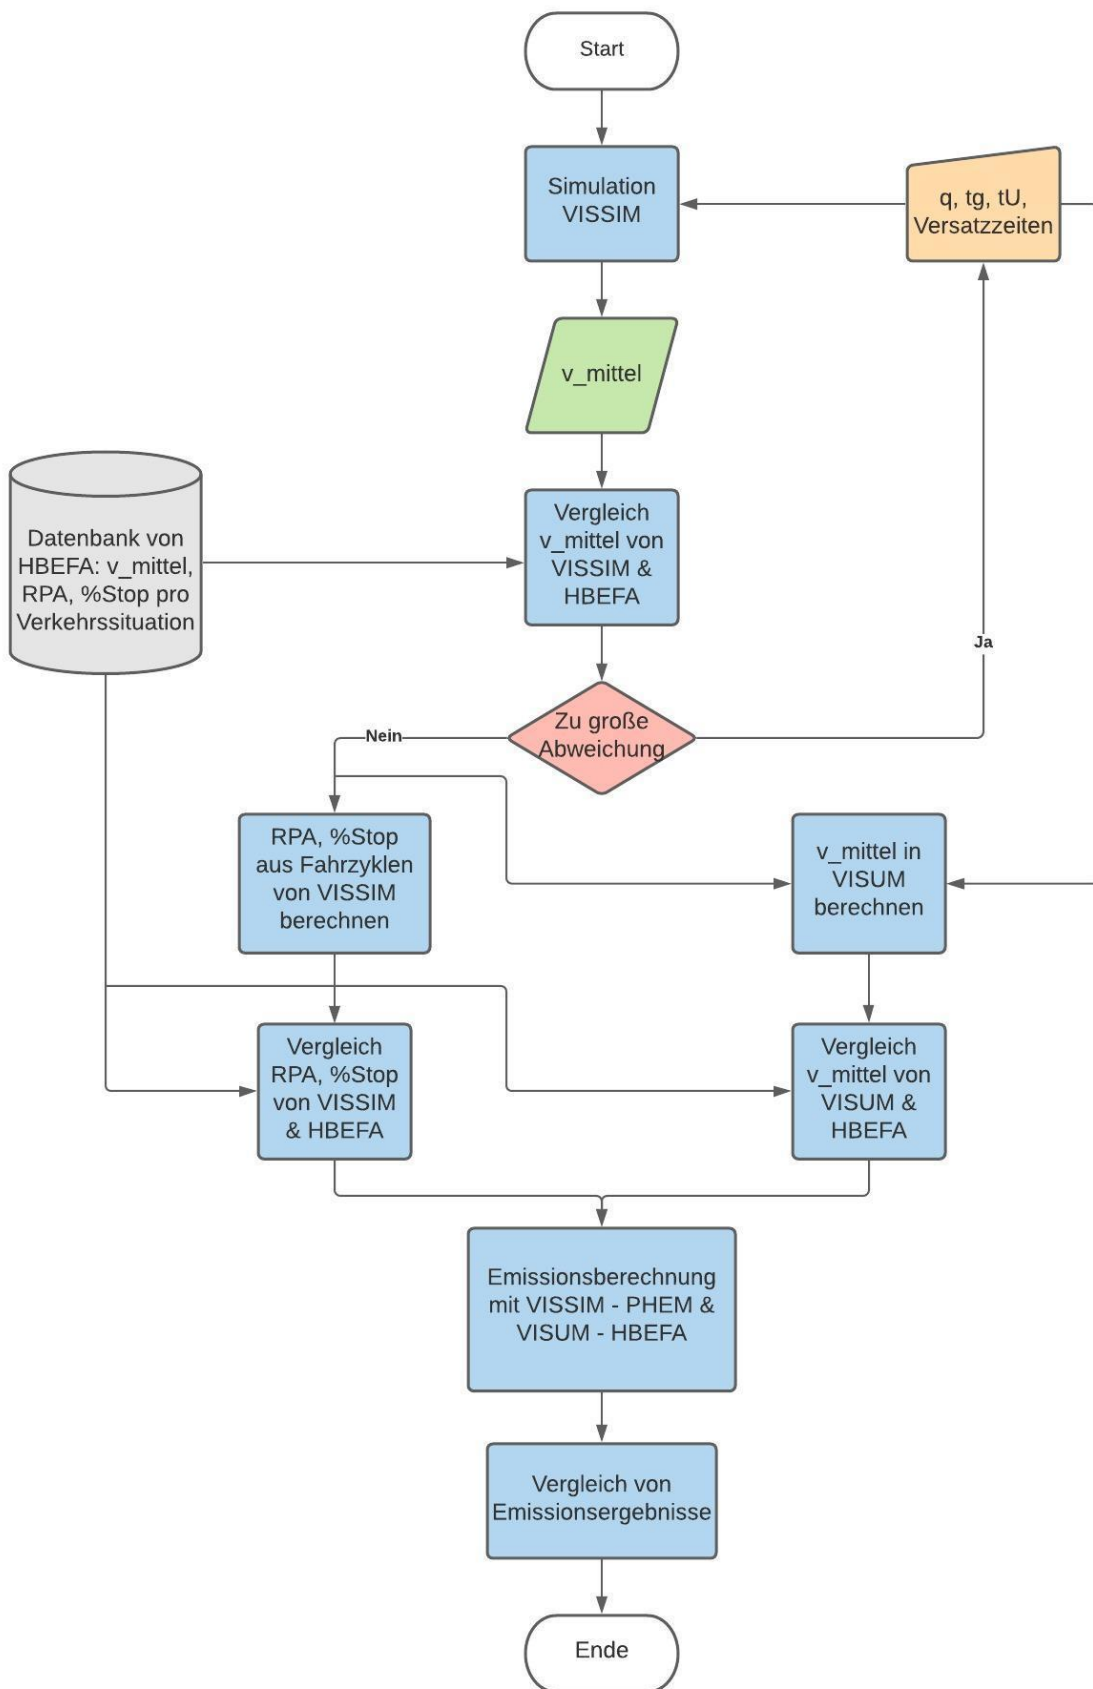 Start
Simulation
VISSIM
q, tg, tU,
Versatzzeiten
v_mittel
Datenbank von
HBEFA: v_mittel,
RPA, %Stop pro
Verkehrssituation
Vergleich
v_mittel von
VISSIM &
HBEFA
Ja
Zu große
Abweichung
Nein
RPA, %Stop
aus Fahrzyklen
von VISSIM
berechnen
v_mittel in
VISUM
berechnen
Vergleich
RPA, %Stop
von VISSIM
& HBEFA
Vergleich
v_mittel von
VISUM &
HBEFA
Emissionsberechnung
mit VISSIM - PHEM &
VISUM - HBEFA
Vergleich von
Emissionsergebnisse
Ende